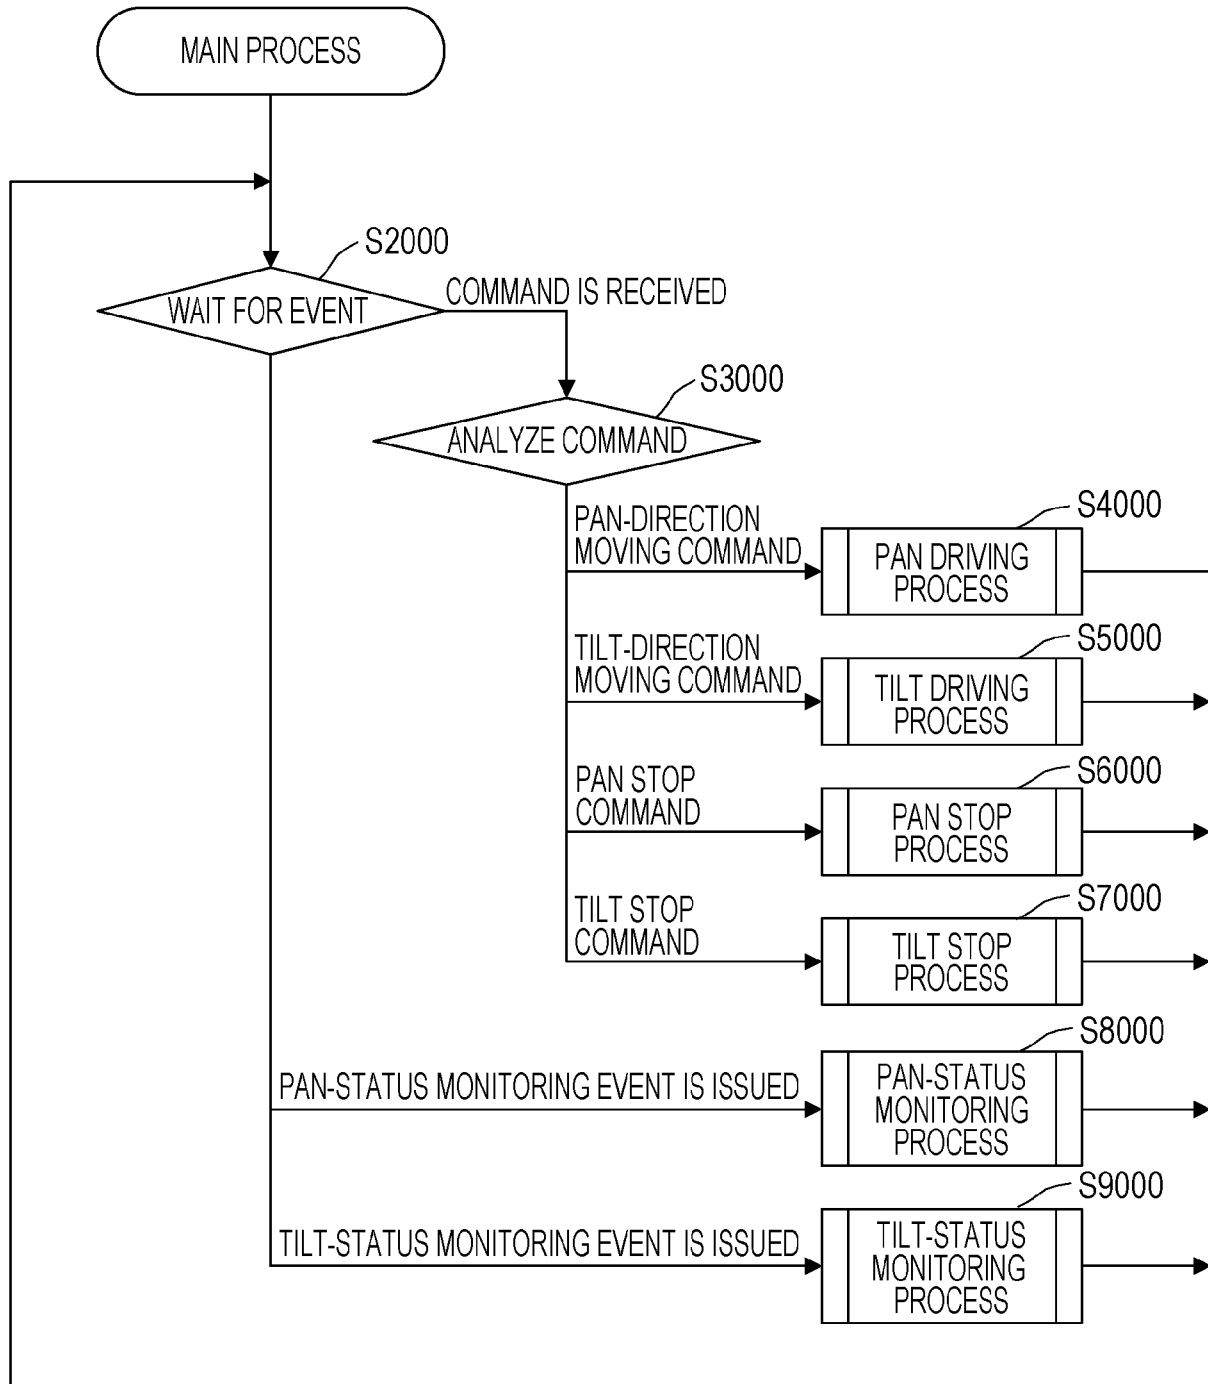 MAIN PROCESS
S2000
WAIT FOR EVENT
COMMAND IS RECEIVED
S3000
ANALYZE COMMAND
PAN-DIRECTION
MOVING COMMAND
S4000
PAN DRIVING
PROCESS
TILT-DIRECTION
MOVING COMMAND
S5000
TILT DRIVING
PROCESS
PAN STOP
COMMAND
S6000
PAN STOP
PROCESS
TILT STOP
COMMAND
S7000
TILT STOP
PROCESS
PAN-STATUS MONITORING EVENT IS ISSUED
S8000
PAN-STATUS
MONITORING
PROCESS
TILT-STATUS MONITORING EVENT IS ISSUED
S9000
TILT-STATUS
MONITORING
PROCESS